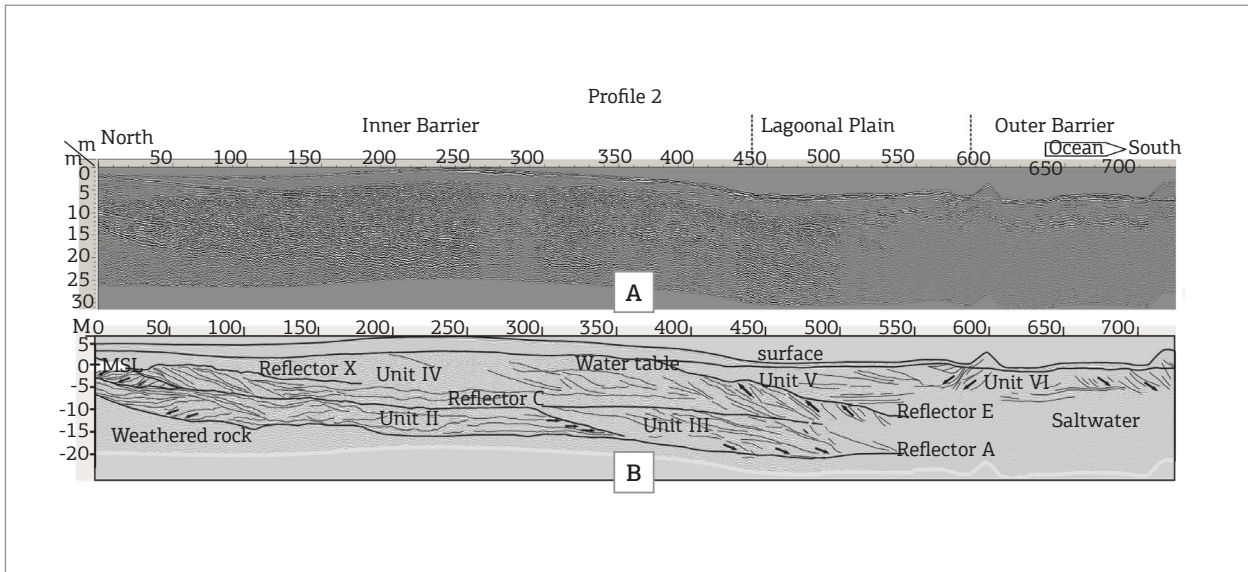 Profile 2
Inner Barrier Lagoonal Plain Outer Barrier
m North Ocean South
m 50 100 150 200 250 300 350 400 450 500 550 600 650 700
0
5
10
15
20
25
30
A
M 0 50 100 150 200 250 300 350 400 450 500 550 600 650 700
5
0
-5
-10
-15
-20
MSL
Reflector X
Unit IV
Water table
surface
Unit V
Unit VI
Reflector C
Unit II
Unit III
Reflector E
Saltwater
Weathered rock
Reflector A
B